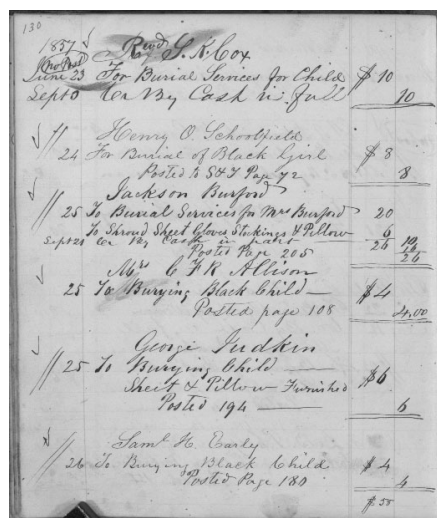 130
1857 Revd S. K. Cox
No Post
June 23 For Burial Services for Child $10
Sept Cr By Cash in full 10
Henry O. Schoolfield
24 For Burial of Black Girl $8
Posted to S&J Page 72 8
Jackson Burford
25 To Burial Services for Mrs Burford 20
To Shroud Sheet Gloves Stockings & Pillow 6
Sept 21 Cr By Cash in 26 10
Posted Page 205 16
26
Mrs C F R Allison
25 To Burying Black Child — $4
Posted page 108 4.00
George Judkin
25 To Burying Child —
Sheet & Pillow Furnished $6
Posted 194 — 6
Saml H. Early
26 To Burying Black Child $4
Posted Page 180 4
$58